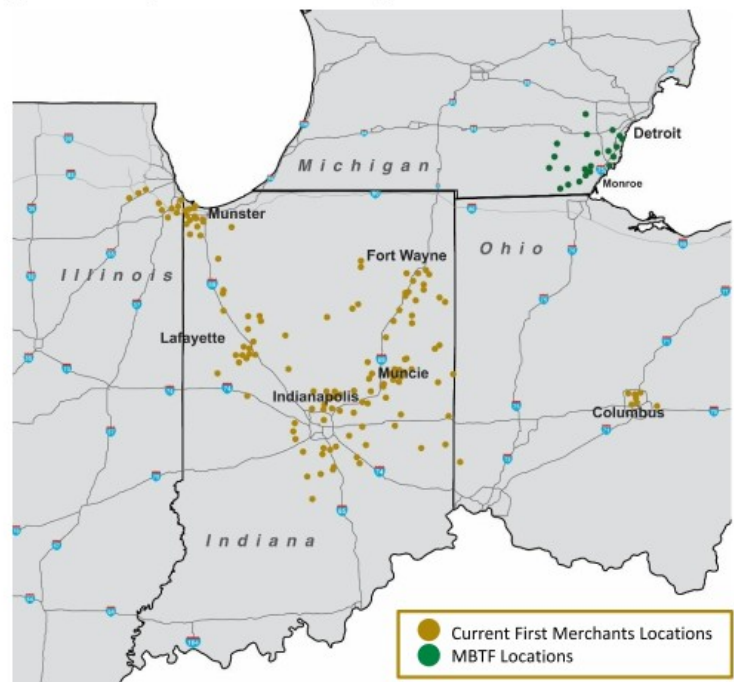 Detroit
Michigan
Monroe
Munster
Ohio
Fort Wayne
Illinois
Lafayette
Muncie
Indianapolis
Columbus
Indiana
Current First Merchants Locations
MBTF Locations